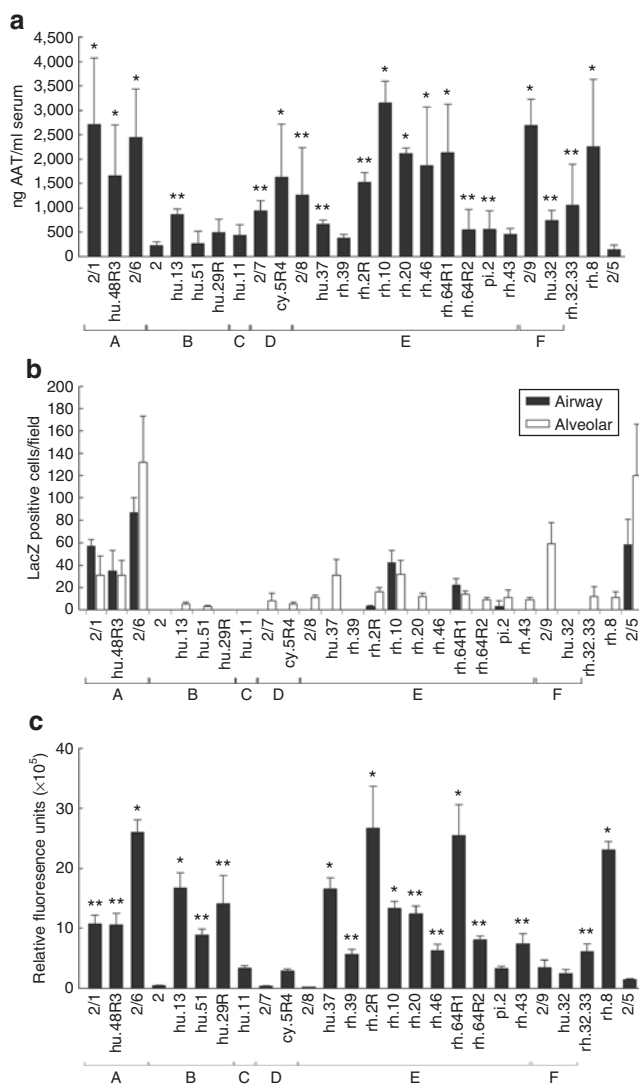 a
4,500
4,000
3,500
3,000
2,500
2,000
1,500
1,000
500
0
ng AAT/ml serum
* * * ** ** * ** ** ** * * * * ** ** * ** ** *
2/1 hu.48R3 2/6 2 hu.13 hu.51 hu.29R hu.11 2/7 cy.5R4 2/8 hu.37 rh.39 rh.2R rh.10 rh.20 rh.46 rh.64R1 rh.64R2 pi.2 rh.43 2/9 hu.32 rh.32.33 rh.8 2/5
A B C D E F
b
200
180
160
140
120
100
80
60
40
20
0
LacZ positive cells/field
Airway
Alveolar
2/1 hu.48R3 2/6 2 hu.13 hu.51 hu.29R hu.11 2/7 cy.5R4 2/8 hu.37 rh.39 rh.2R rh.10 rh.20 rh.46 rh.64R1 rh.64R2 pi.2 rh.43 2/9 hu.32 rh.32.33 rh.8 2/5
A B C D E F
c
40
30
20
10
0
Relative fluoresence units (×10⁵)
** ** * * ** ** * ** * * ** ** * ** ** ** *
2/1 hu.48R3 2/6 2 hu.13 hu.51 hu.29R hu.11 2/7 cy.5R4 2/8 hu.37 rh.39 rh.2R rh.10 rh.20 rh.46 rh.64R1 rh.64R2 pi.2 rh.43 2/9 hu.32 rh.32.33 rh.8 2/5
A B C D E F